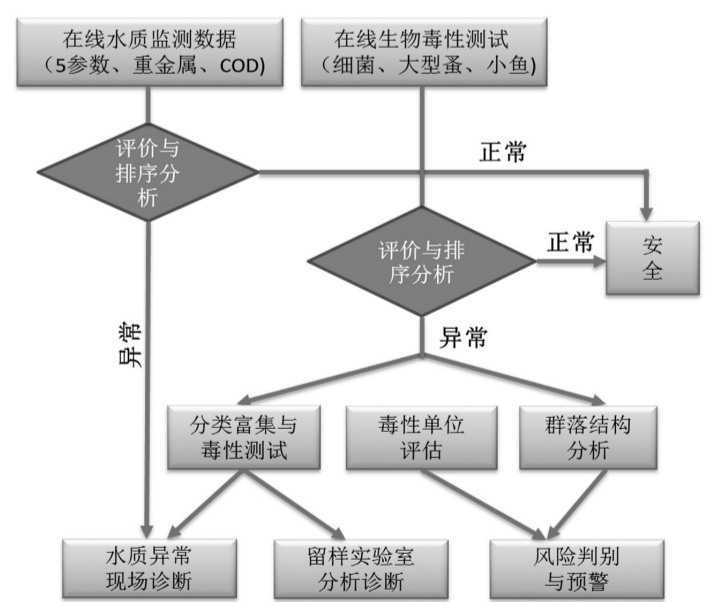 在线水质监测数据
（5参数、重金属、COD)
在线生物毒性测试
（细菌、大型蚤、小鱼)
评价与
排序分
析
正常
评价与排
序分析
正常
安
全
异常
异常
分类富集与
毒性测试
毒性单位
评估
群落结构
分析
水质异常
现场诊断
留样实验室
分析诊断
风险判别
与预警